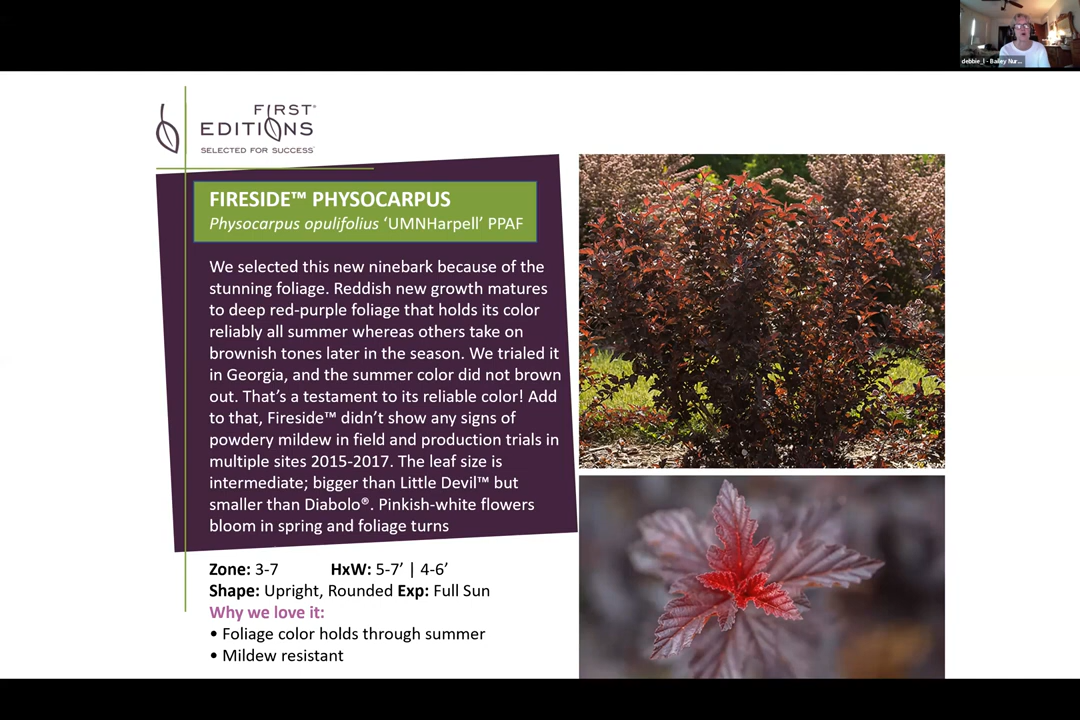 debbie_l - Bailey Nur...
FIRST®
EDITIONS
SELECTED FOR SUCCESS
FIRESIDE™ PHYSOCARPUS
Physocarpus opulifolius ‘UMNHarpell’ PPAF
We selected this new ninebark because of the
stunning foliage. Reddish new growth matures
to deep red-purple foliage that holds its color
reliably all summer whereas others take on
brownish tones later in the season. We trialed it
in Georgia, and the summer color did not brown
out. That’s a testament to its reliable color! Add
to that, Fireside™ didn’t show any signs of
powdery mildew in field and production trials in
multiple sites 2015-2017. The leaf size is
intermediate; bigger than Little Devil™ but
smaller than Diabolo®. Pinkish-white flowers
bloom in spring and foliage turns
Zone: 3-7 HxW: 5-7’ | 4-6’
Shape: Upright, Rounded Exp: Full Sun
Why we love it:
• Foliage color holds through summer
• Mildew resistant